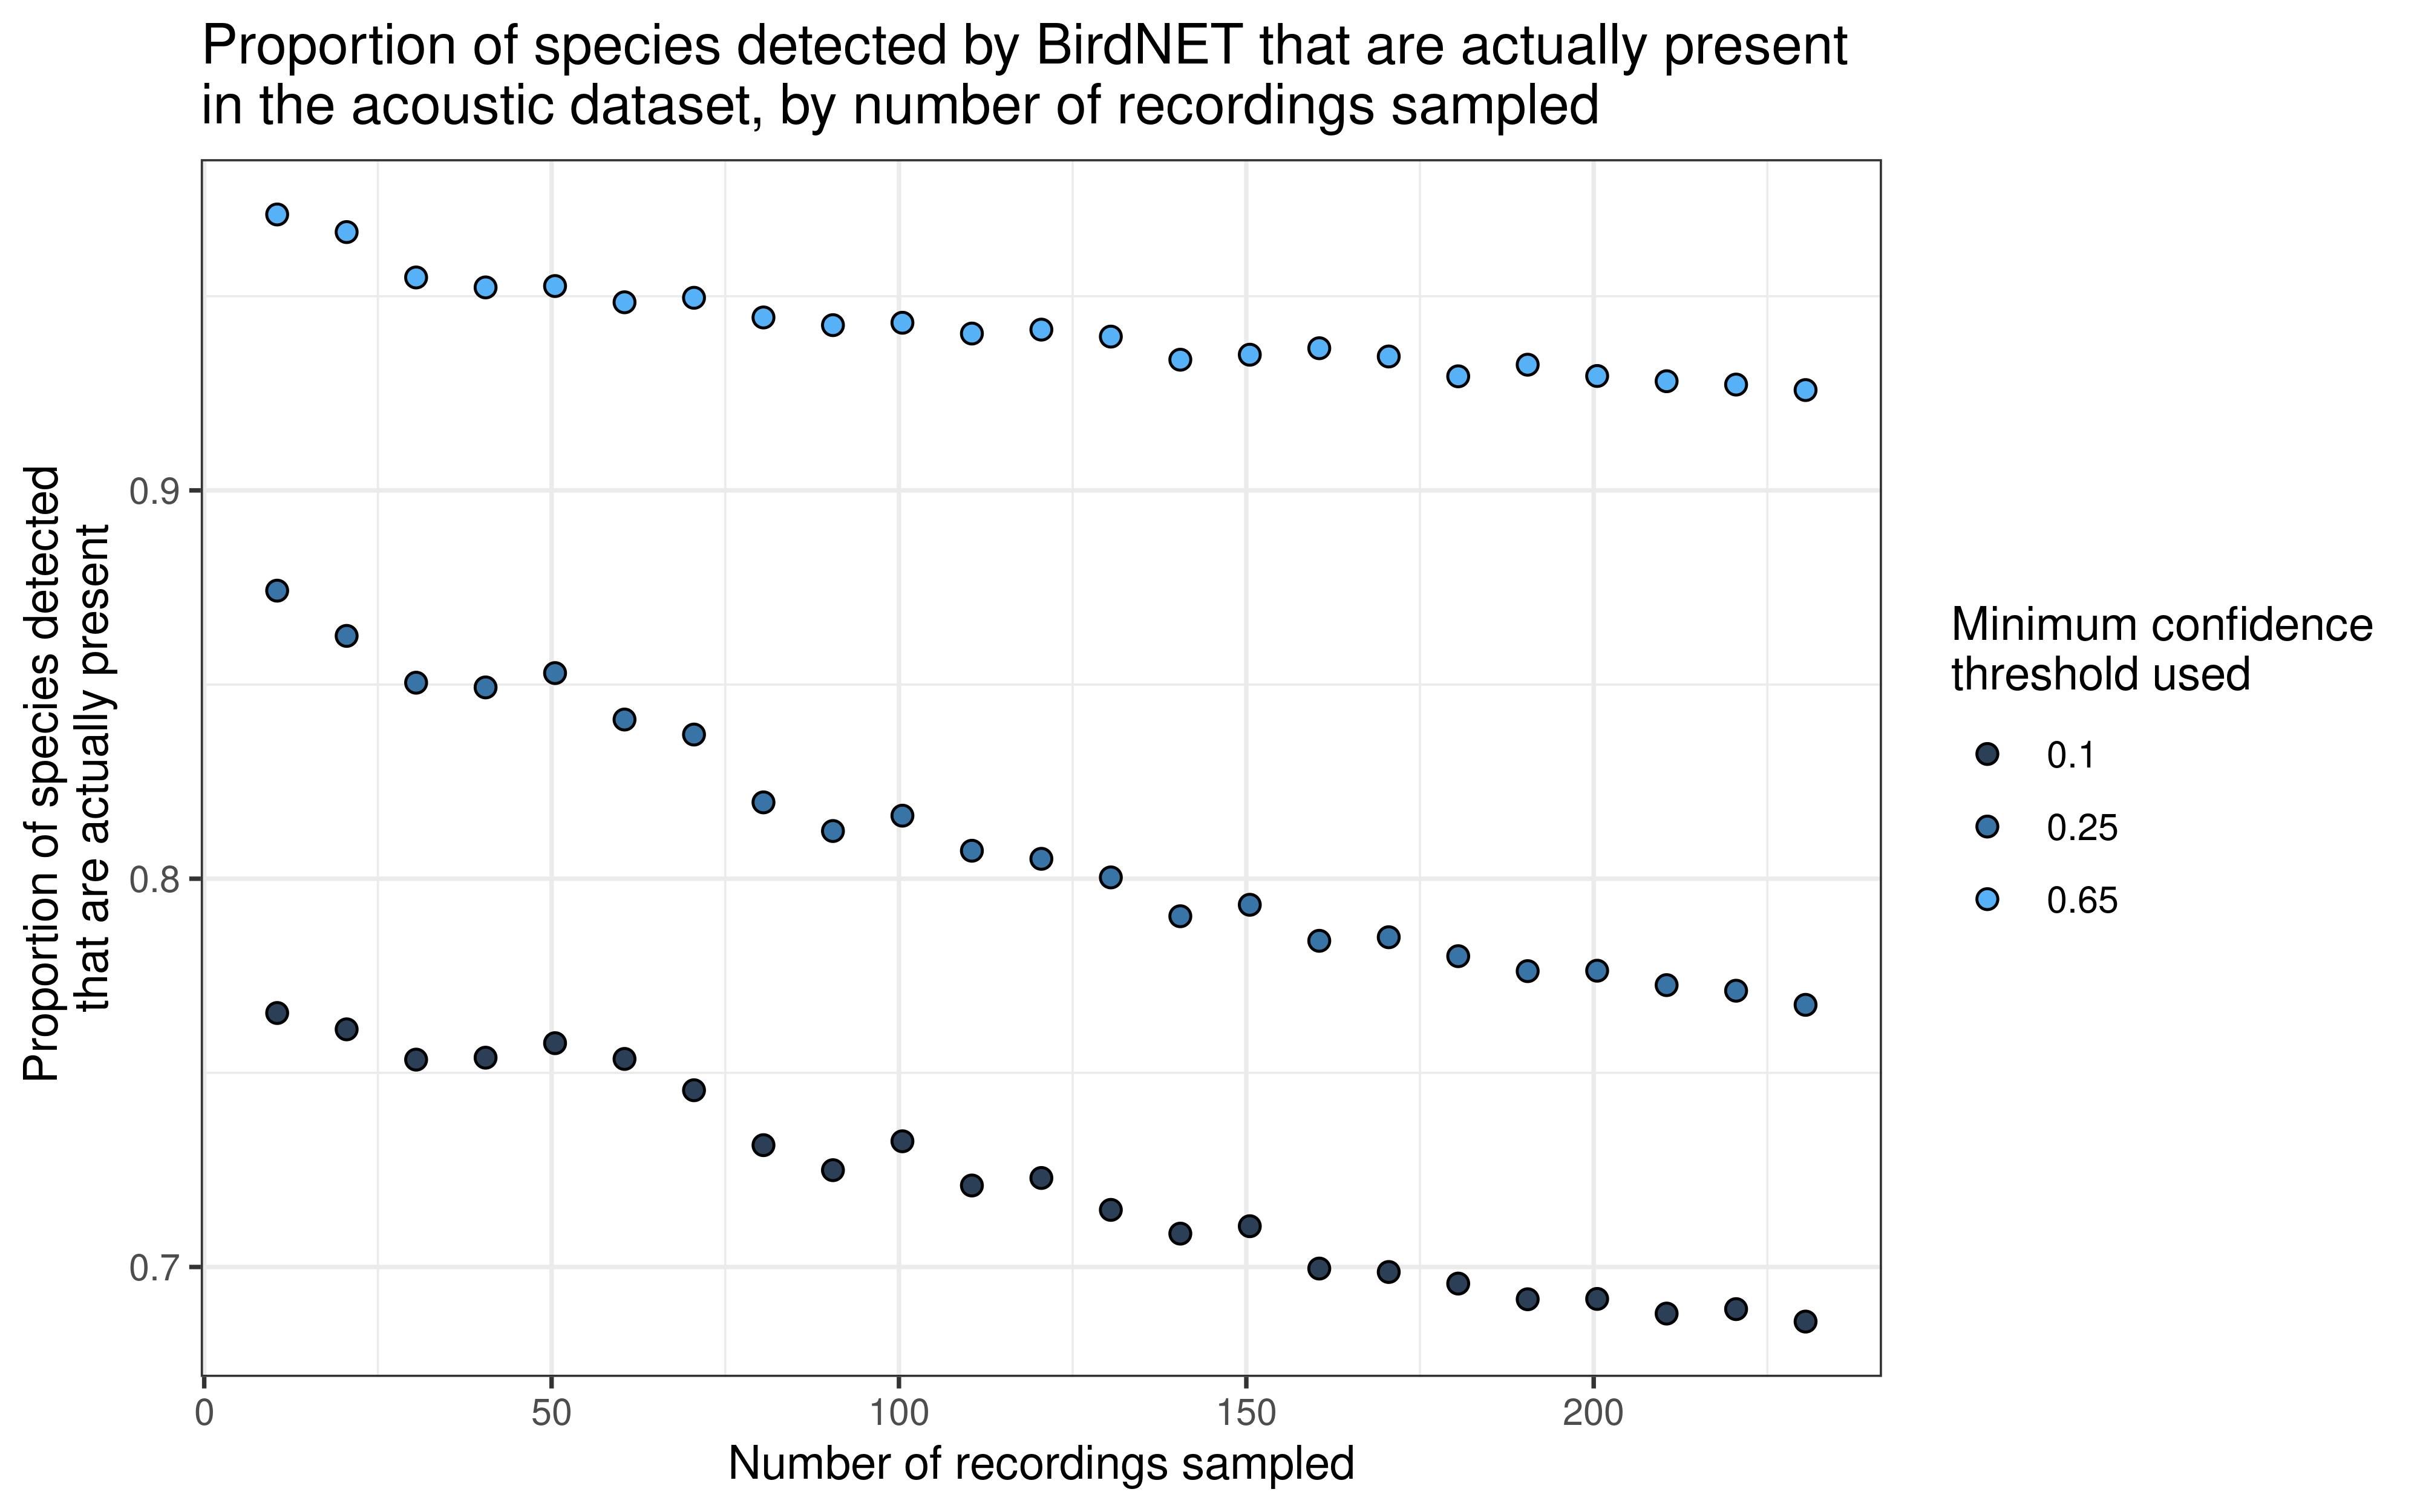 Proportion of species detected by BirdNET that are actually present
in the acoustic dataset, by number of recordings sampled
Proportion of species detected
that are actually present
0.9
0.8
0.7
0
50
100
150
200
Number of recordings sampled
Minimum confidence
threshold used
0.1
0.25
0.65